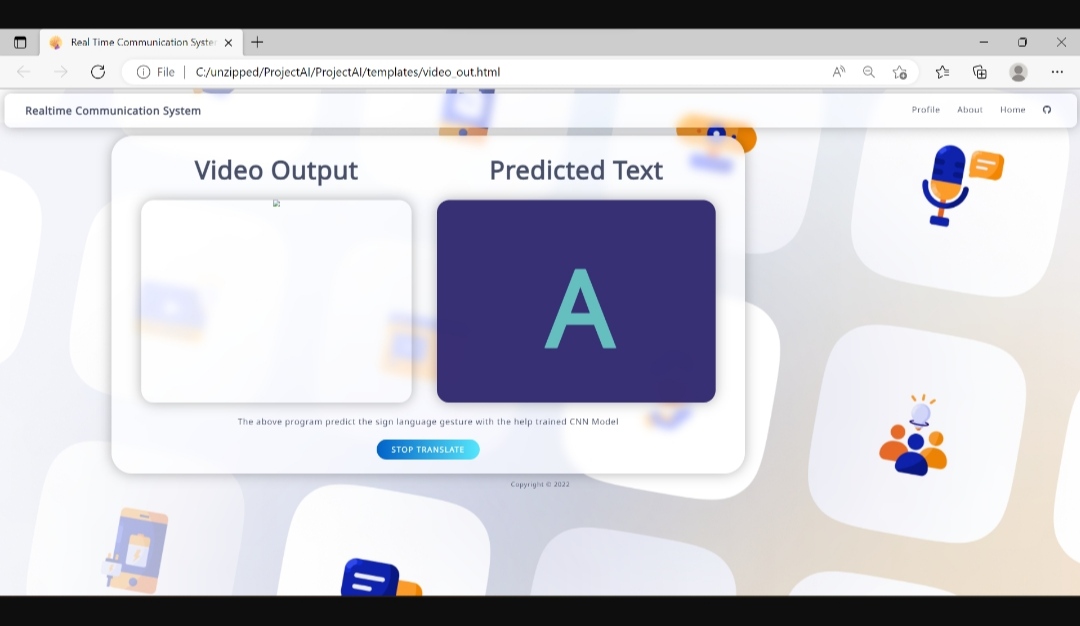 Real Time Communication Syste
File
C:/unzipped/ProjectAI/ProjectAI/templates/video_out.html
Realtime Communication System
Profile About Home
Video Output
Predicted Text
A
The above program predict the sign language gesture with the help trained CNN Model
STOP TRANSLATE
Copyright © 2022